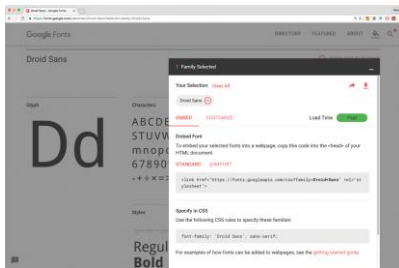 Google Fonts
DIRECTORY FEATURED ABOUT
Droid Sans
1 Family Selected
Your Selection Clear All
Droid Sans
EMBED CUSTOMIZE Load Time Fast
Embed Font
To embed your selected fonts into a webpage, copy this code into the <head> of your
HTML document.
STANDARD @IMPORT
<link href="https://fonts.googleapis.com/css?family=Droid+Sans" rel="st
ylesheet">
Specify in CSS
Use the following CSS rules to specify these families:
font-family: 'Droid Sans', sans-serif;
For examples of how fonts can be added to webpages, see the getting started guide.
Glyph
Dd
Characters
ABCDE
STUVW
mnop
67890
Styles
Regul
Bold